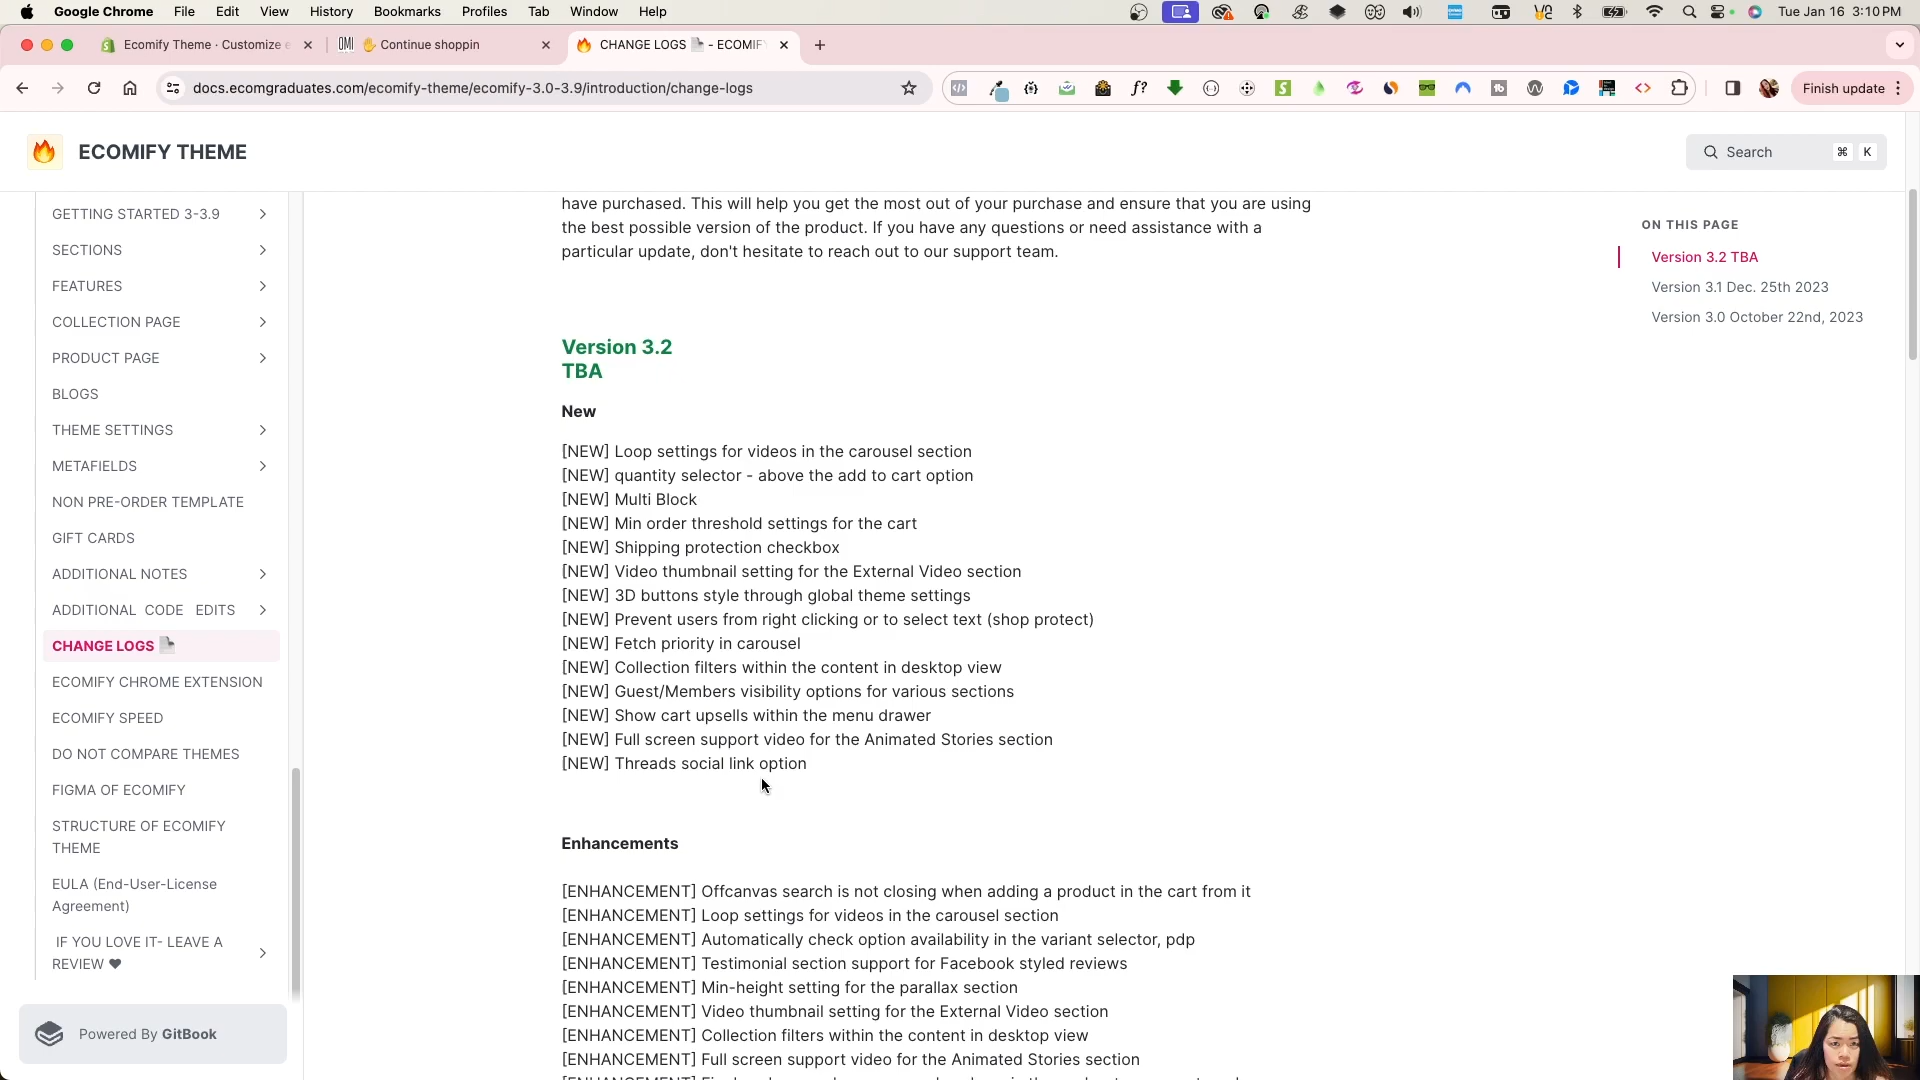 Google Chrome File Edit View History Bookmarks Profiles Tab Window Help Tue Jan 16 3:10 PM
Ecomify Theme · Customize e
OMI ✋ Continue shoppin
🔥 CHANGE LOGS - ECOMIF
docs.ecomgraduates.com/ecomify-theme/ecomify-3.0-3.9/introduction/change-logs
Finish update
ECOMIFY THEME
Search ⌘ K
GETTING STARTED 3-3.9
SECTIONS
FEATURES
COLLECTION PAGE
PRODUCT PAGE
BLOGS
THEME SETTINGS
METAFIELDS
NON PRE-ORDER TEMPLATE
GIFT CARDS
ADDITIONAL NOTES
ADDITIONAL CODE EDITS
CHANGE LOGS
ECOMIFY CHROME EXTENSION
ECOMIFY SPEED
DO NOT COMPARE THEMES
FIGMA OF ECOMIFY
STRUCTURE OF ECOMIFY
THEME
EULA (End-User-License
Agreement)
IF YOU LOVE IT- LEAVE A
REVIEW ❤
Powered By GitBook
have purchased. This will help you get the most out of your purchase and ensure that you are using
the best possible version of the product. If you have any questions or need assistance with a
particular update, don't hesitate to reach out to our support team.
Version 3.2
TBA
New
[NEW] Loop settings for videos in the carousel section
[NEW] quantity selector - above the add to cart option
[NEW] Multi Block
[NEW] Min order threshold settings for the cart
[NEW] Shipping protection checkbox
[NEW] Video thumbnail setting for the External Video section
[NEW] 3D buttons style through global theme settings
[NEW] Prevent users from right clicking or to select text (shop protect)
[NEW] Fetch priority in carousel
[NEW] Collection filters within the content in desktop view
[NEW] Guest/Members visibility options for various sections
[NEW] Show cart upsells within the menu drawer
[NEW] Full screen support video for the Animated Stories section
[NEW] Threads social link option
Enhancements
[ENHANCEMENT] Offcanvas search is not closing when adding a product in the cart from it
[ENHANCEMENT] Loop settings for videos in the carousel section
[ENHANCEMENT] Automatically check option availability in the variant selector, pdp
[ENHANCEMENT] Testimonial section support for Facebook styled reviews
[ENHANCEMENT] Min-height setting for the parallax section
[ENHANCEMENT] Video thumbnail setting for the External Video section
[ENHANCEMENT] Collection filters within the content in desktop view
[ENHANCEMENT] Full screen support video for the Animated Stories section
ON THIS PAGE
Version 3.2 TBA
Version 3.1 Dec. 25th 2023
Version 3.0 October 22nd, 2023